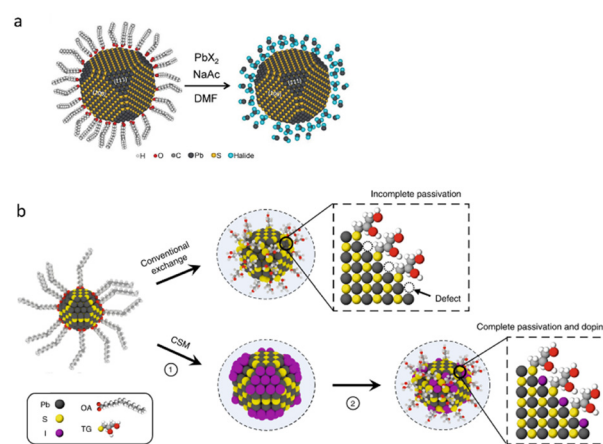 a
PbX2
NaAc
DMF
(111)
H O C Pb S Halide
b
Incomplete passivation
Conventional
exchange
Defect
CSM
Complete passivation and dopin
1
2
Pb OA
S
TG
I